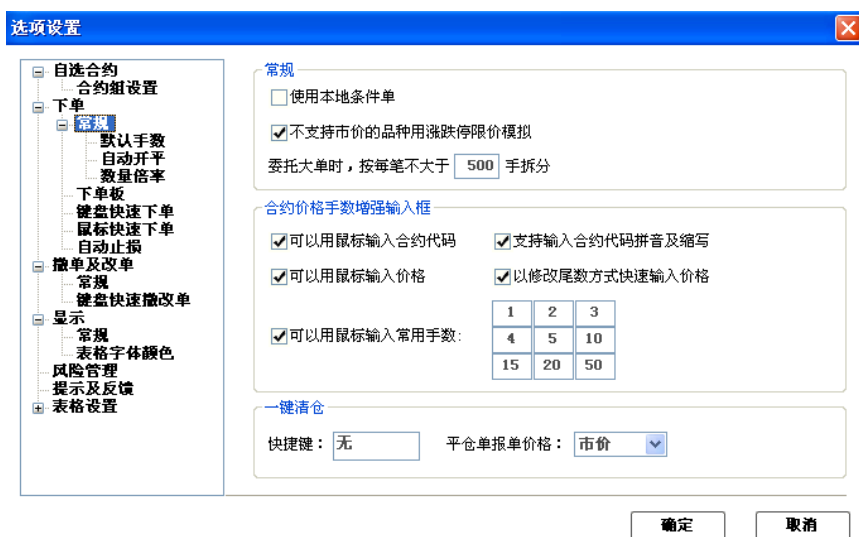 选项设置
自选合约
合约组设置
下单
常规
默认手数
自动开平
数量倍率
下单板
键盘快速下单
鼠标快速下单
自动止损
撤单及改单
常规
键盘快速撤改单
显示
常规
表格字体颜色
风险管理
提示及反馈
表格设置
常规
使用本地条件单
不支持市价的品种用涨跌停限价模拟
委托大单时，按每笔不大于 500 手拆分
合约价格手数增强输入框
可以用鼠标输入合约代码 支持输入合约代码拼音及缩写
可以用鼠标输入价格 以修改尾数方式快速输入价格
可以用鼠标输入常用手数:
1 2 3
4 5 10
15 20 50
一键清仓
快捷键： 无 平仓单报单价格： 市价
确定 取消